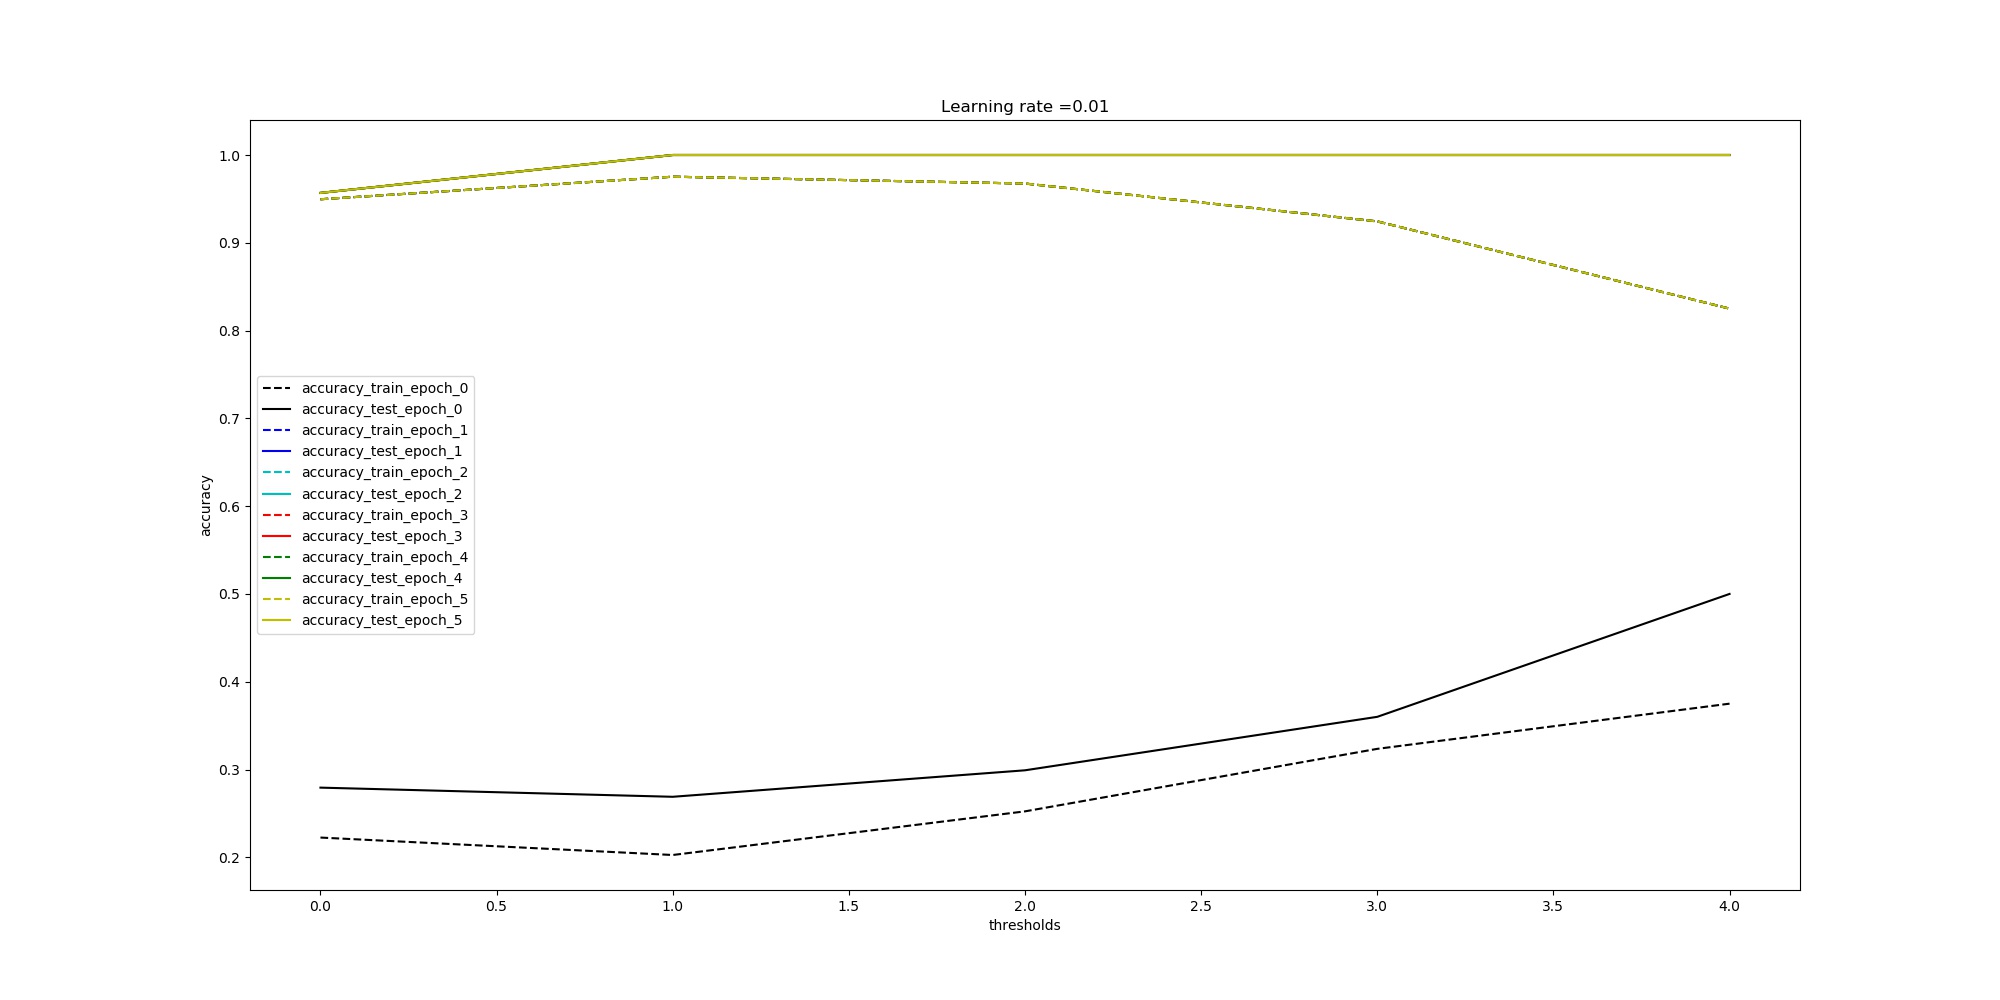 Learning rate =0.01
1.0
0.9
0.8
0.7
0.6
0.5
0.4
0.3
0.2
accuracy
accuracy_train_epoch_0
accuracy_test_epoch_0
accuracy_train_epoch_1
accuracy_test_epoch_1
accuracy_train_epoch_2
accuracy_test_epoch_2
accuracy_train_epoch_3
accuracy_test_epoch_3
accuracy_train_epoch_4
accuracy_test_epoch_4
accuracy_train_epoch_5
accuracy_test_epoch_5
0.0 0.5 1.0 1.5 2.0 2.5 3.0 3.5 4.0
thresholds